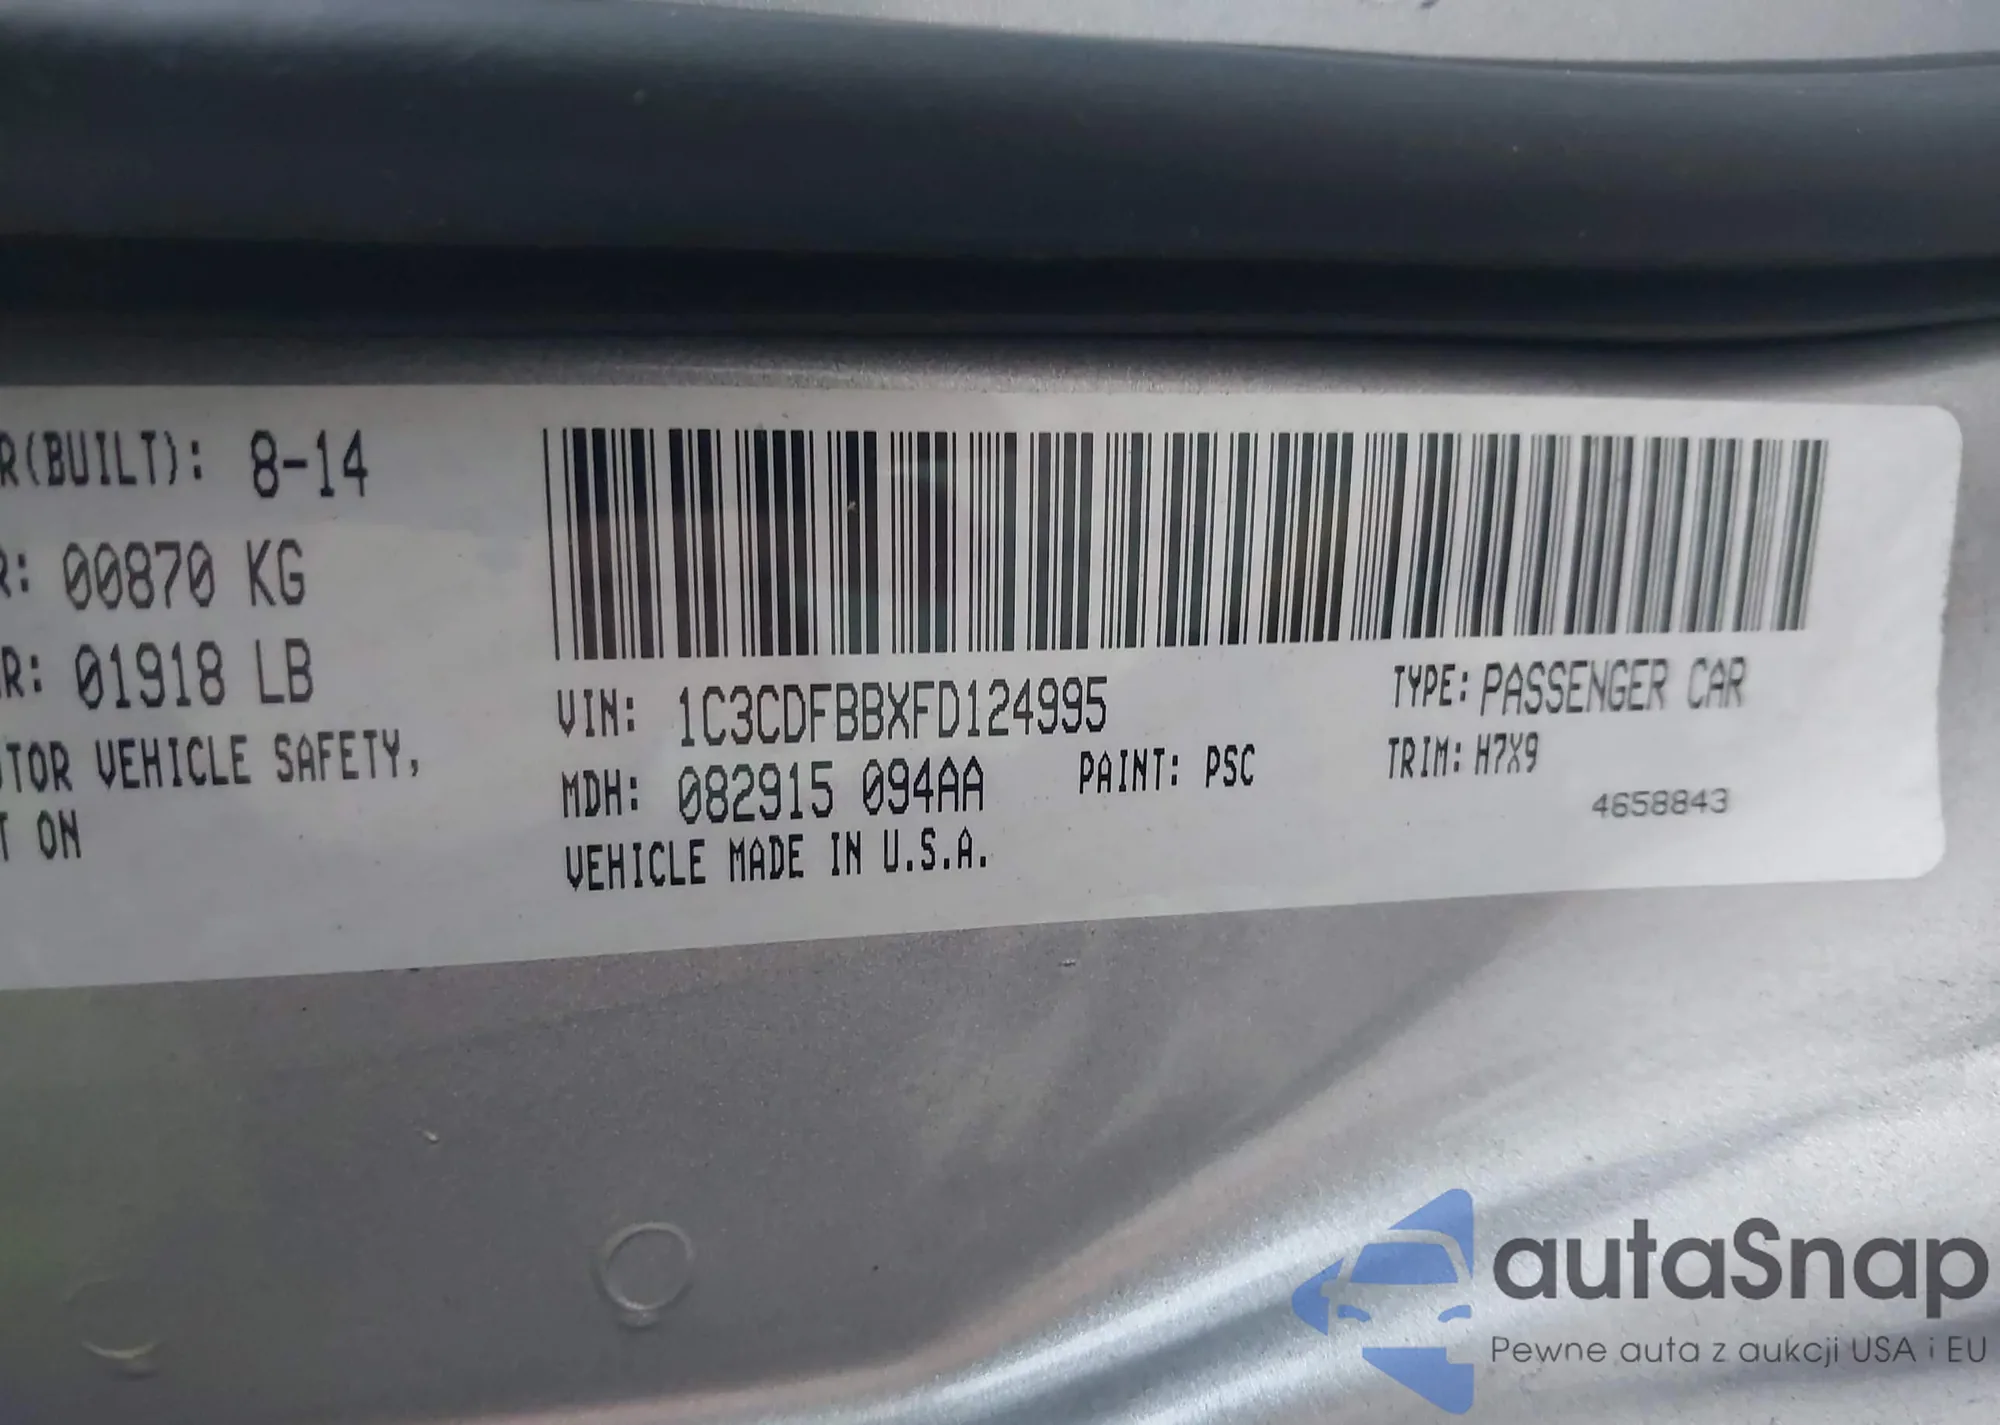 R(BUILT): 8-14
R: 00870 KG
R: 01918 LB
TOR VEHICLE SAFETY,
T ON
VIN: 1C3CDFBBXFD124995
TYPE: PASSENGER CAR
MDH: 082915 094AA
PAINT: PSC
TRIM: H7X9
VEHICLE MADE IN U.S.A.
4658843
autaSnap
Pewne auta z aukcji USA i EU